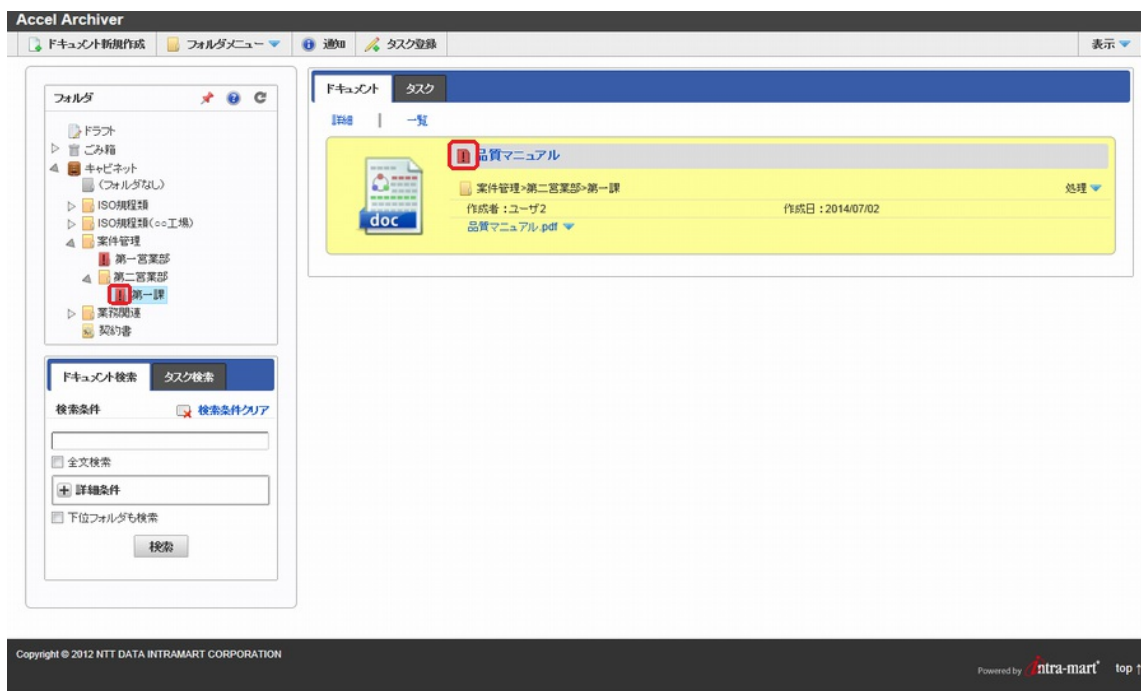 Accel Archiver
ドキュメント新規作成 フォルダメニュー 通知 タスク登録 表示
フォルダ
ドラフト
ごみ箱
キャビネット
(フォルダなし)
ISO規程類
ISO規程類(○○工場)
案件管理
第一営業部
第二営業部
第一課
業務関連
契約書
ドキュメント検索 タスク検索
検索条件 検索条件クリア
全文検索
詳細条件
下位フォルダも検索
検索
ドキュメント タスク
詳細 | 一覧
品質マニュアル
案件管理>第二営業部>第一課 処理
作成者:ユーザ2 作成日:2014/07/02
品質マニュアル.pdf
doc
Copyright © 2012 NTT DATA INTRAMART CORPORATION
Powered by intra-mart top ↑